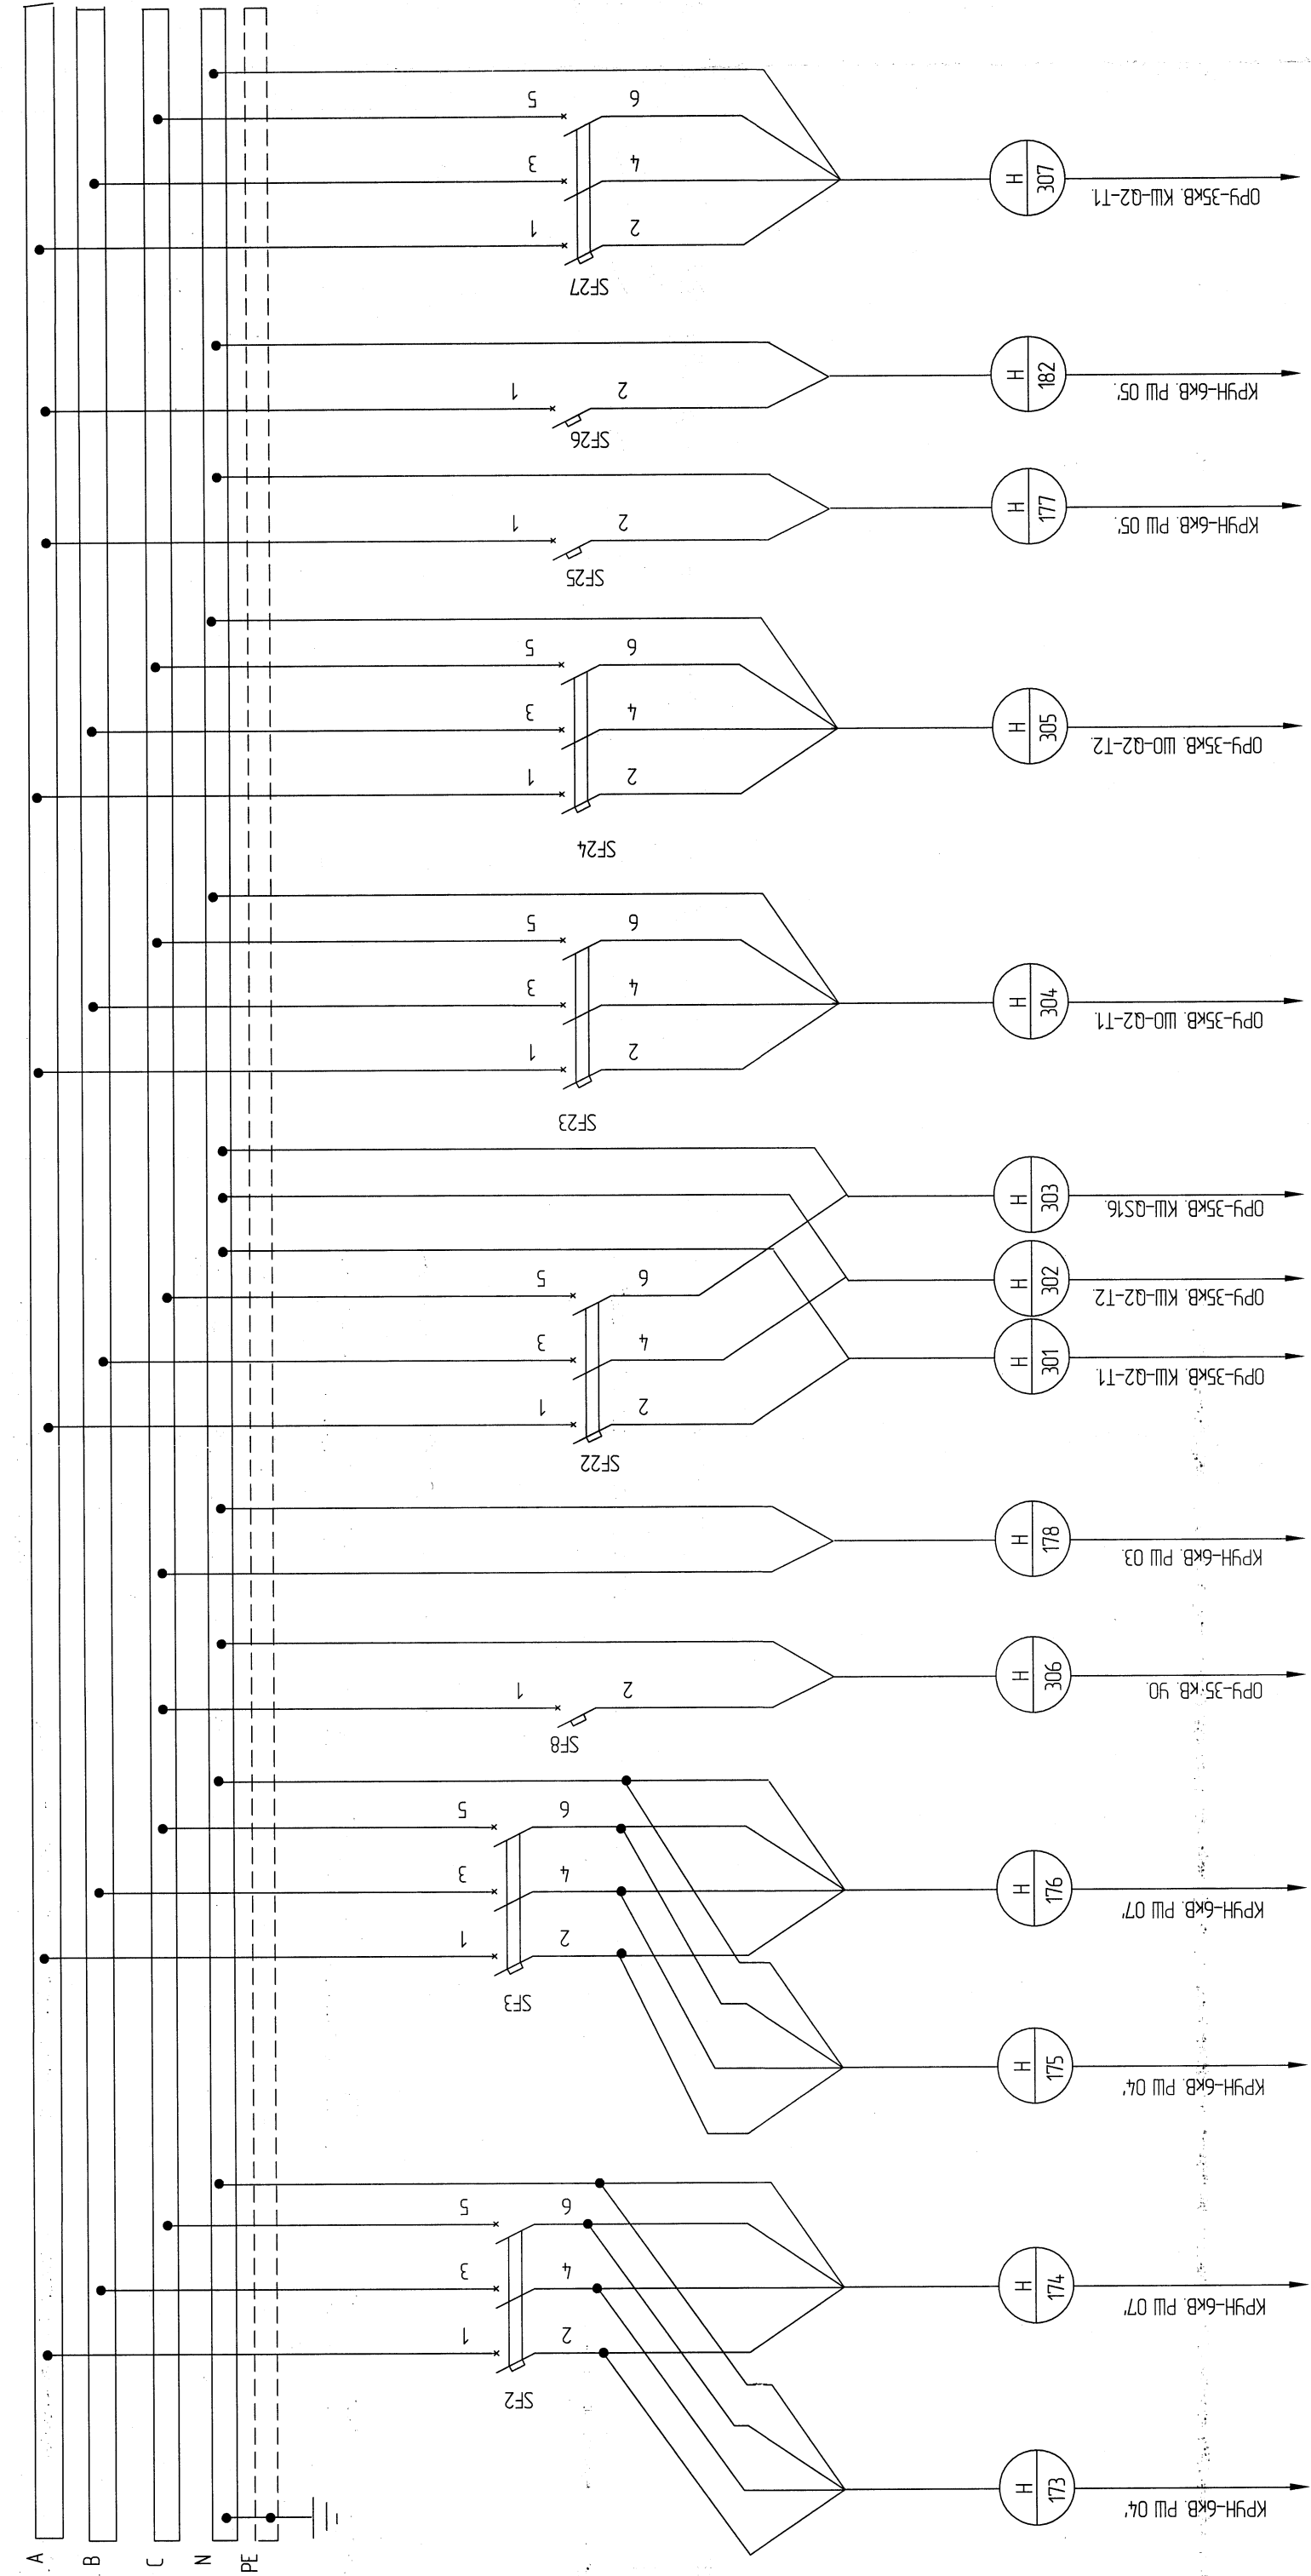 A
B
C
N
PE
5
6
3
4
1
2
SF27
H
307
ОРУ-35кВ. КШ-Q2-Т1.
1
2
SF26
H
182
КРУН-6кВ. РШ 05'.
1
2
SF25
H
177
КРУН-6кВ. РШ 05'.
5
6
3
4
1
2
SF24
H
305
ОРУ-35кВ. ШО-Q2-Т2.
5
6
3
4
1
2
SF23
H
304
ОРУ-35кВ. ШО-Q2-Т1.
H
303
ОРУ-35кВ. КШ-QS16.
5
6
3
4
1
2
SF22
H
302
ОРУ-35кВ. КШ-Q2-Т2.
H
301
ОРУ-35кВ. КШ-Q2-Т1.
H
178
КРУН-6кВ. РШ 03.
1
2
SF8
H
306
ОРУ-35 кВ. УО.
5
6
3
4
1
2
SF3
H
176
КРУН-6кВ. РШ 07'
H
175
КРУН-6кВ. РШ 04'
5
6
3
4
1
2
SF2
H
174
КРУН-6кВ. РШ 07'
H
173
КРУН-6кВ. РШ 04'